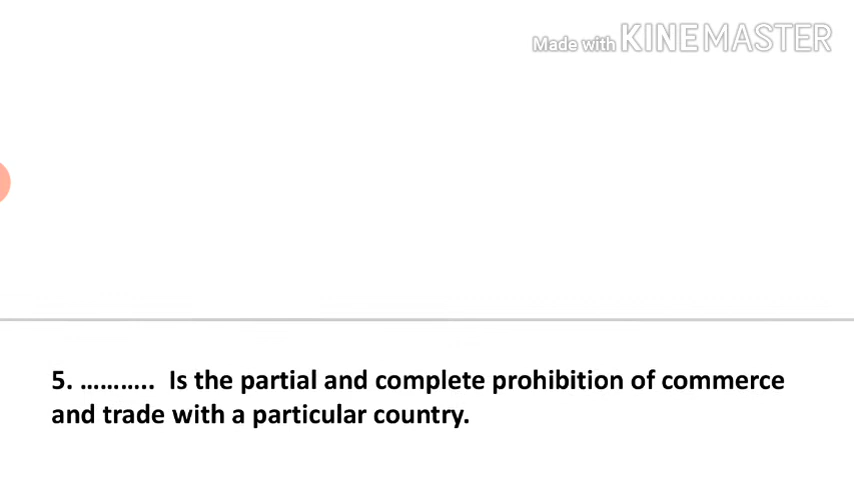 Made with KINEMASTER
5. ……….. Is the partial and complete prohibition of commerce
and trade with a particular country.